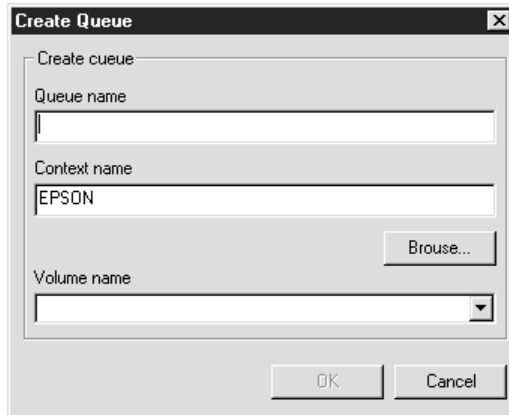 Create Queue
Create cueue
Queue name
Context name
EPSON
Brouse...
Volume name
OK
Cancel